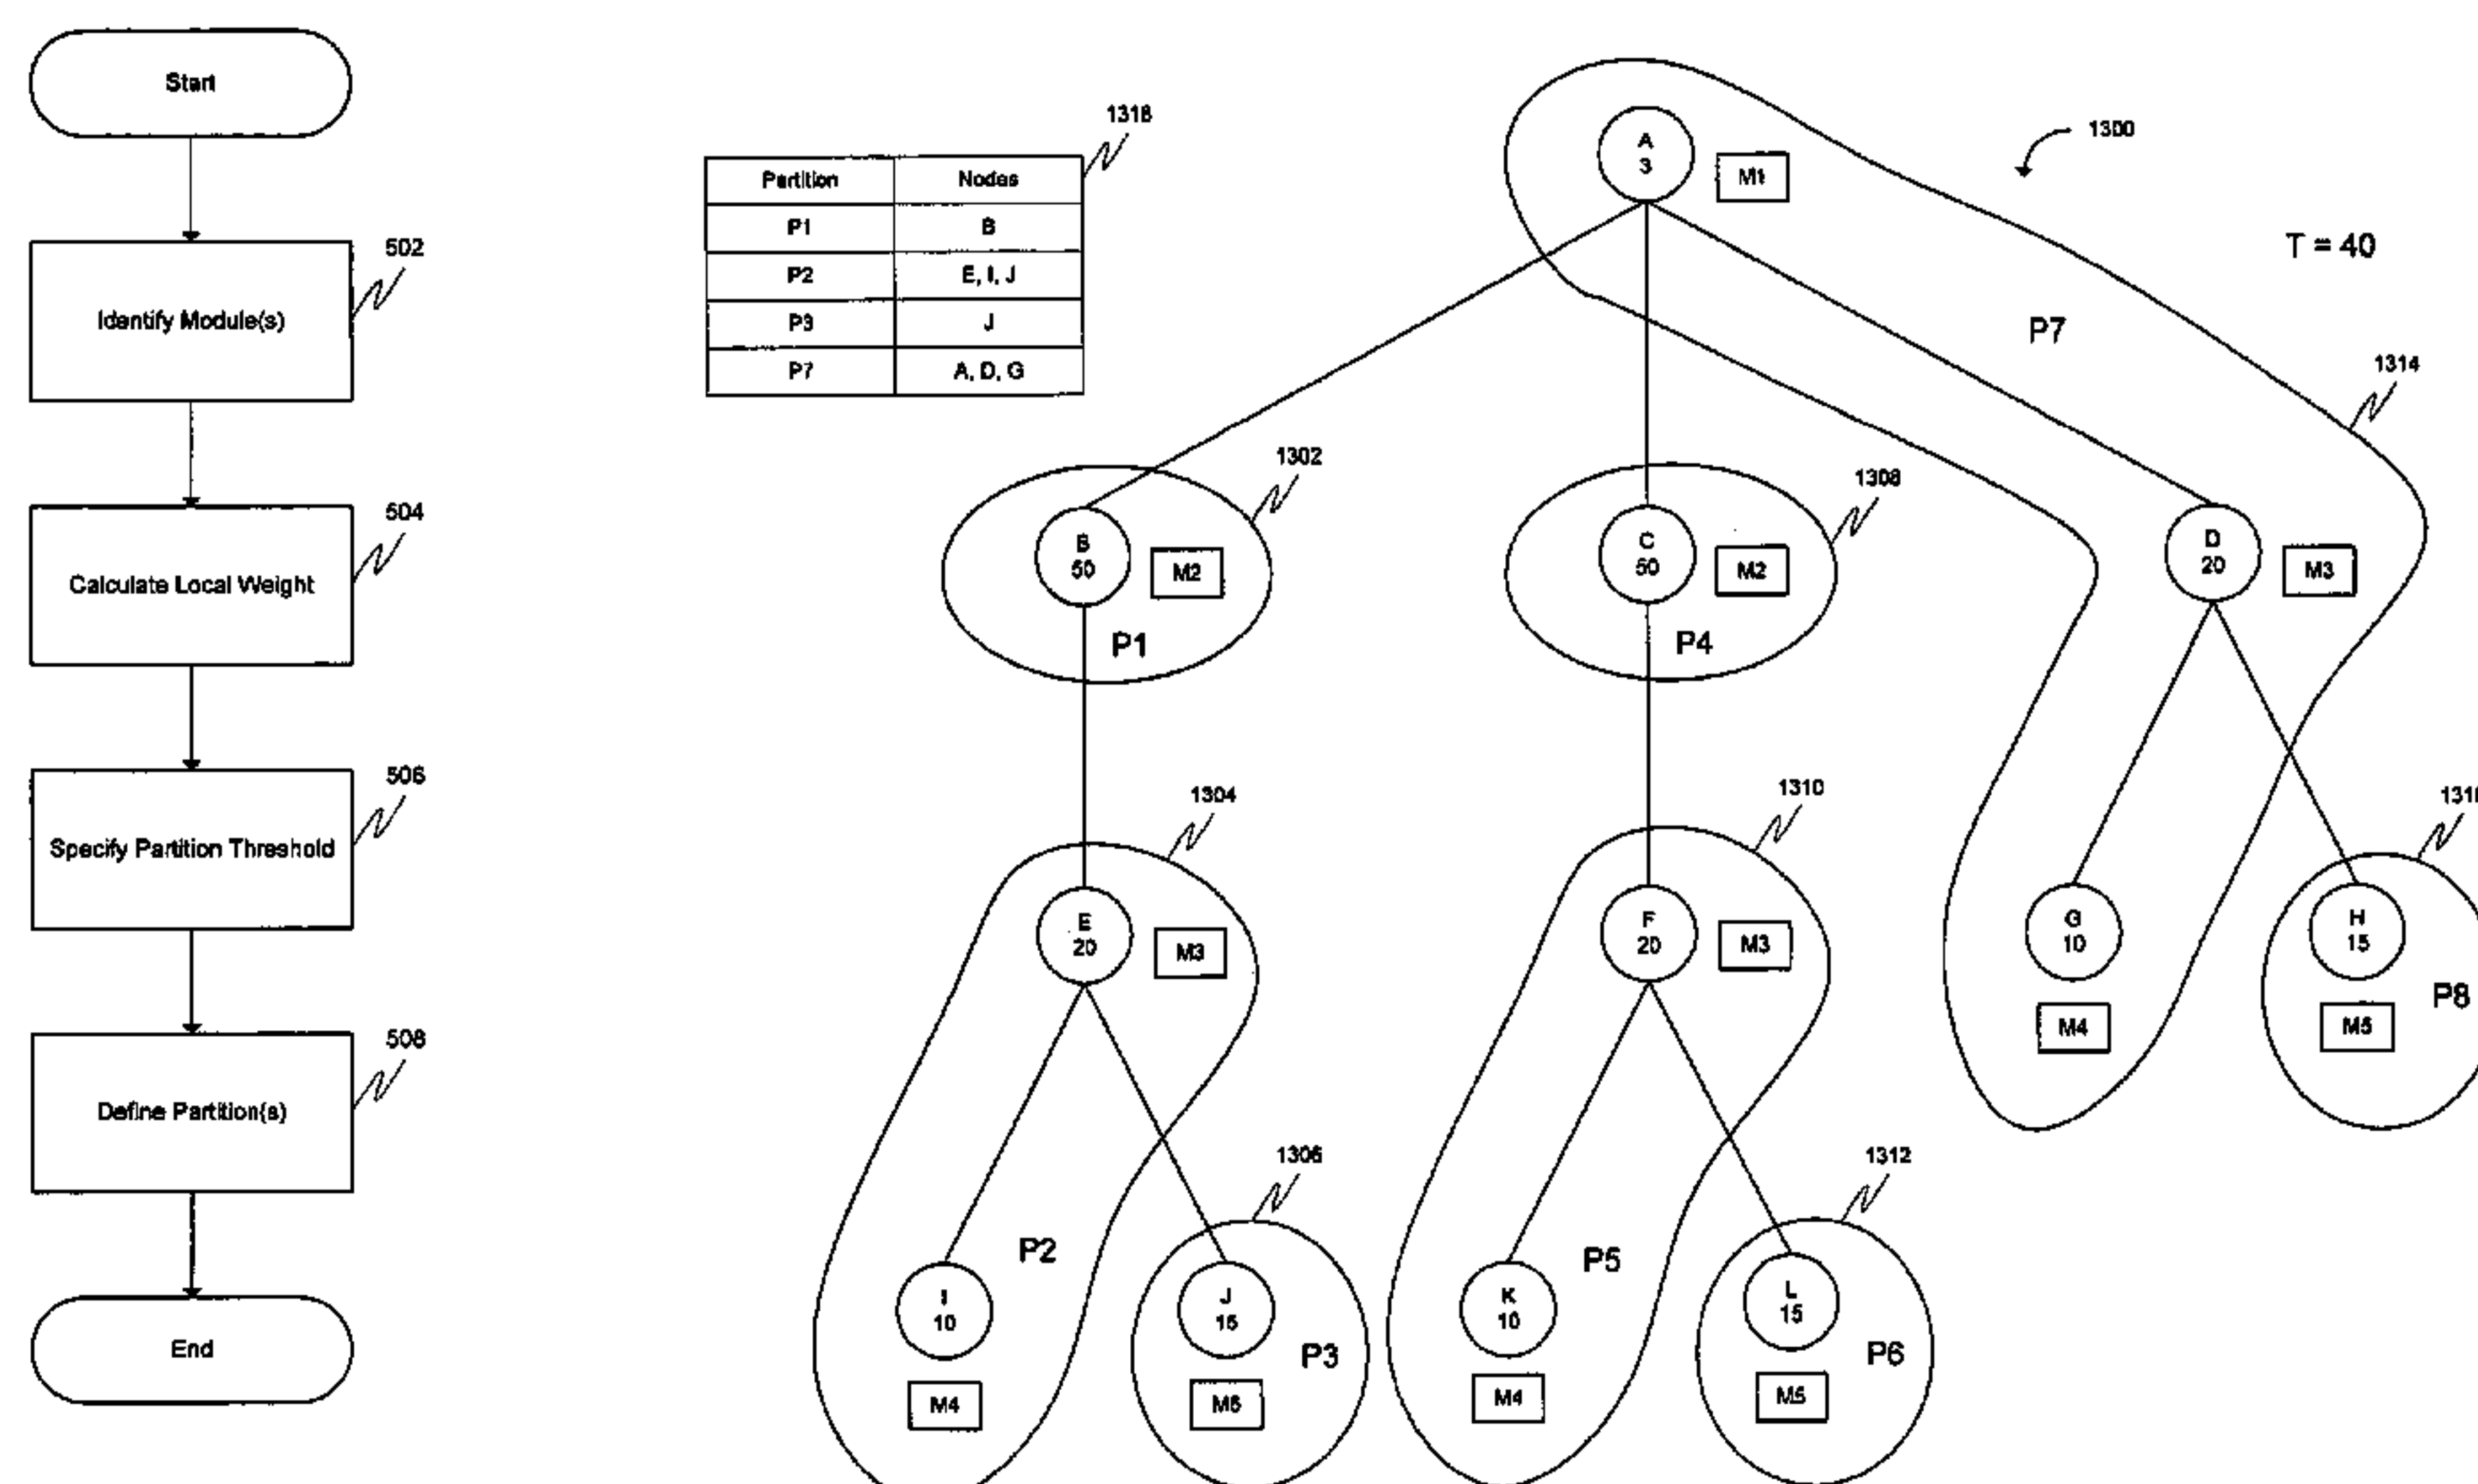 Start
502
Identify Module(s)
504
Calculate Local Weight
506
Specify Partition Threshold
508
Define Partition(s)
End
1318
Partition Nodes
P1 B
P2 E, I, J
P3 J
P7 A, D, G
1300
T = 40
A
3
M1
P7
1314
1302
B
50
M2
P1
1308
C
50
M2
P4
D
20
M3
1304
E
20
M3
1310
F
20
M3
G
10
M4
H
15
M5
P8
1306
I
10
M4
P2
J
15
M5
P3
1312
K
10
M4
P5
L
15
M5
P6